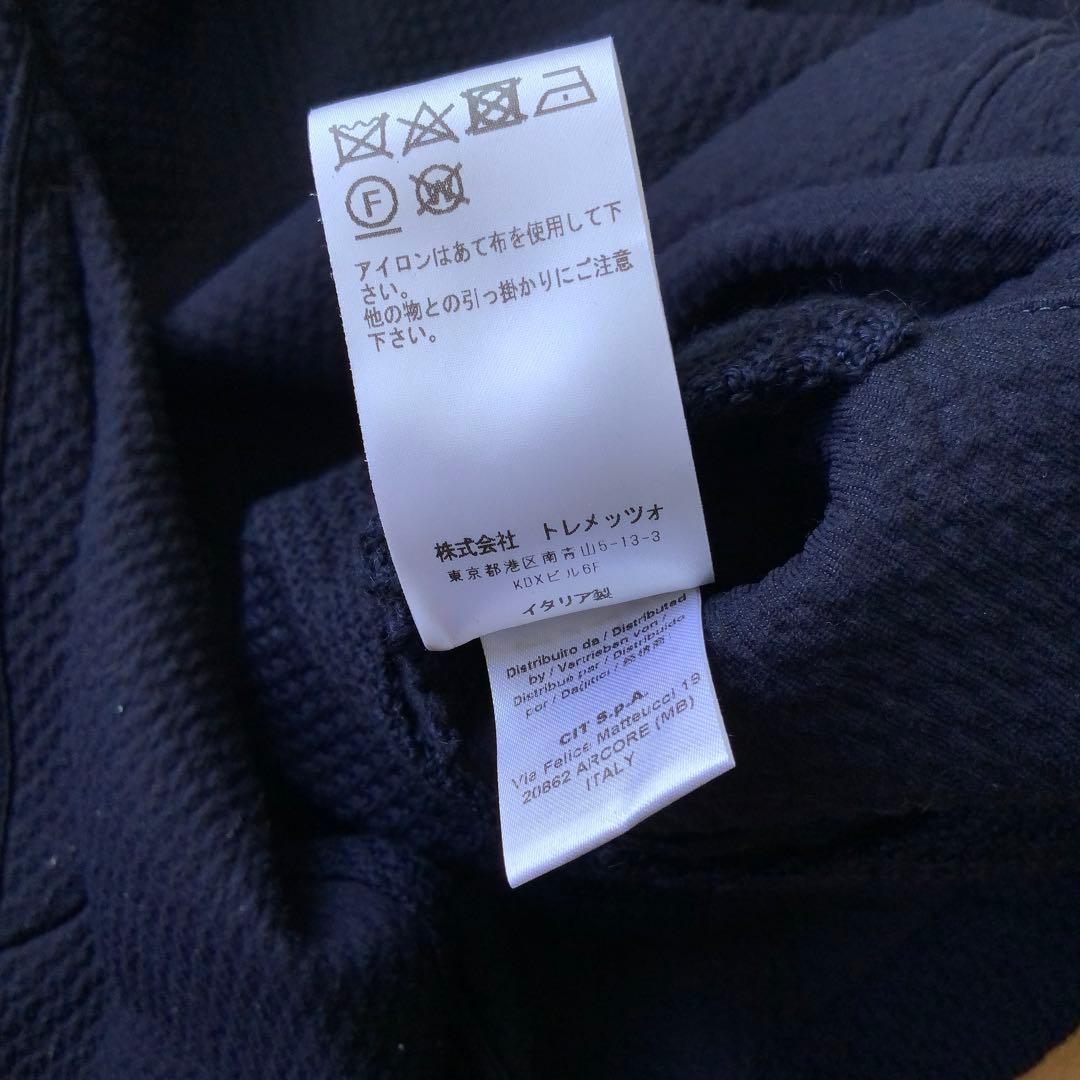 F
W
アイロンはあて布を使用して下
さい。
他の物との引っ掛かりにご注意
下さい。
株式会社 トレメッツォ
東京都港区南青山5-13-3
KDXビル6F
イタリア製
Distribuito da / Distributed
by / Vertrieben von /
Distribué par / Distribuido
por /
CIT S.p.A.
Via Felice Matteucci 19
20862 ARCORE (MB)
ITALY